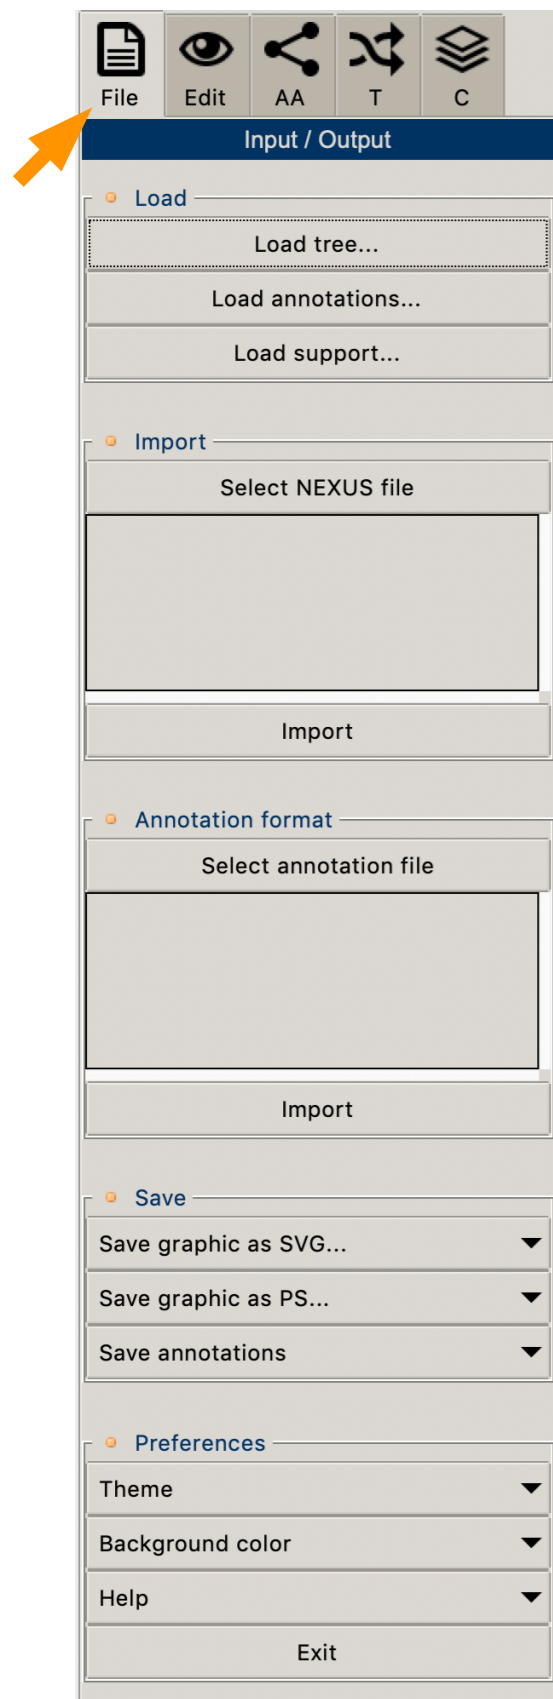 File Edit AA T C
Input / Output
Load
Load tree...
Load annotations...
Load support...
Import
Select NEXUS file
Import
Annotation format
Select annotation file
Import
Save
Save graphic as SVG...
Save graphic as PS...
Save annotations
Preferences
Theme
Background color
Help
Exit